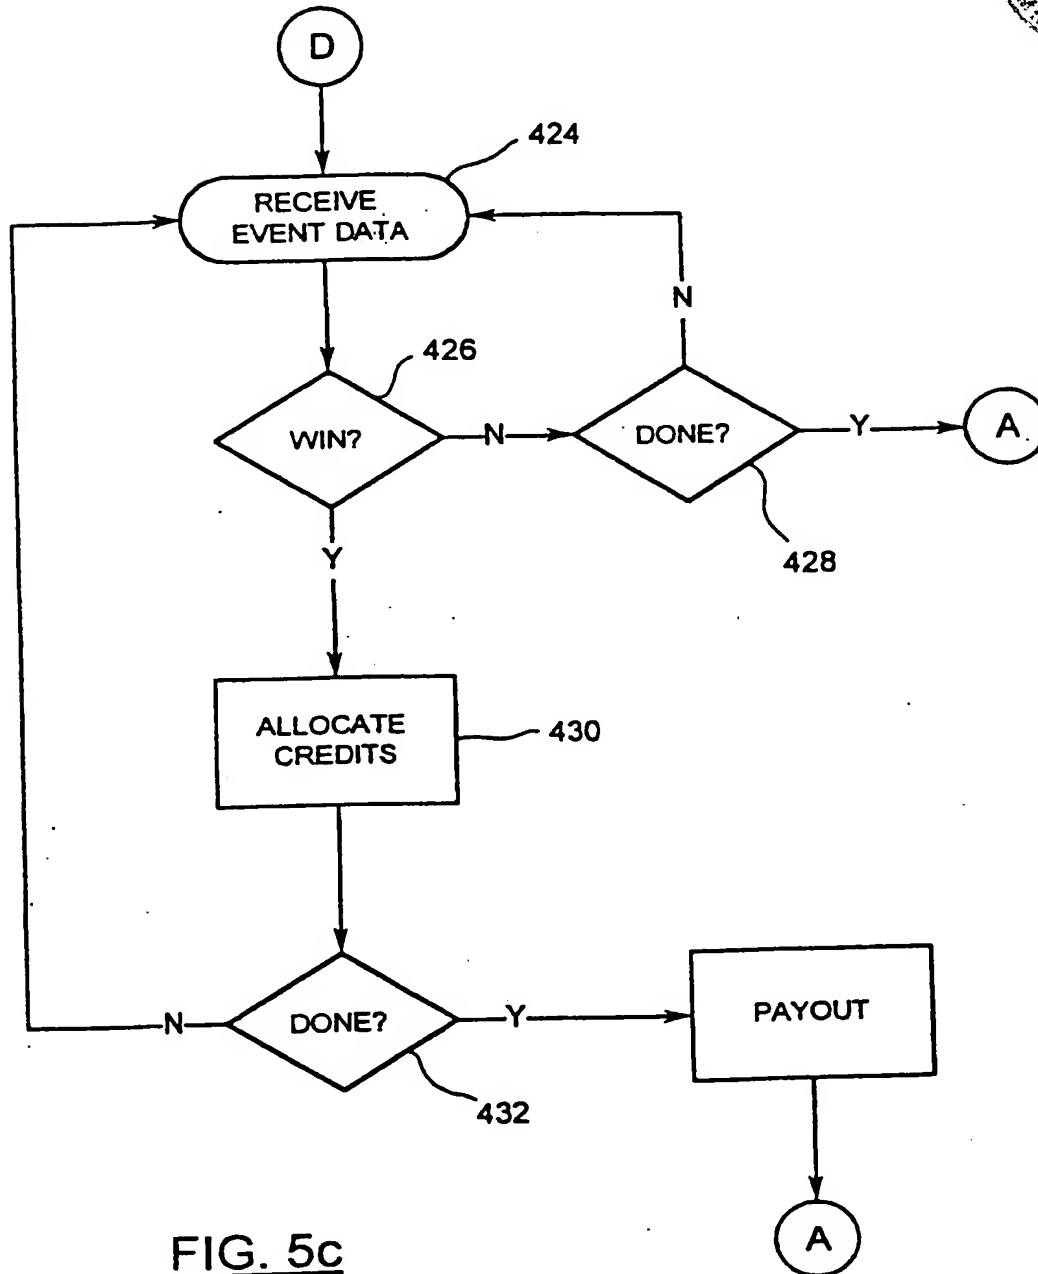 D
424
RECEIVE
EVENT DATA
N
426
WIN?
N
DONE?
Y
A
428
Y
ALLOCATE
CREDITS
430
N
DONE?
Y
PAYOUT
432
A
FIG. 5c